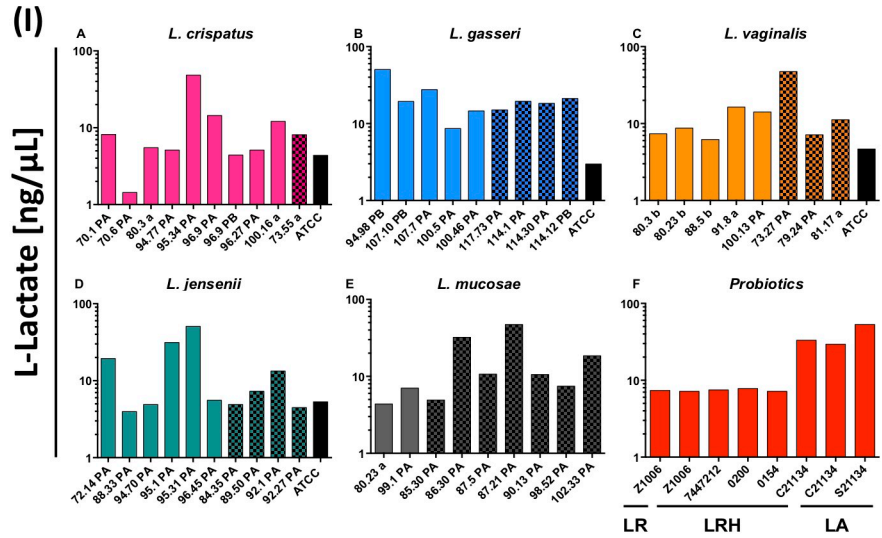 (I)
L-Lactate [ng/µL]
A
L. crispatus
100
10
1
70.1 PA
70.6 PA
80.3 a
94.77 PA
95.34 PA
96.9 PA
96.9 PB
96.27 PA
100.16 a
73.55 a
ATCC
B
L. gasseri
100
10
1
94.98 PB
107.10 PB
107.7 PA
100.5 PA
100.46 PA
117.73 PA
114.1 PA
114.30 PA
114.12 PB
ATCC
C
L. vaginalis
100
10
1
80.3 b
80.23 b
88.5 b
91.8 a
100.13 PA
73.27 PA
79.24 PA
81.17 a
ATCC
D
L. jensenii
100
10
1
72.14 PA
88.33 PA
94.70 PA
95.1 PA
95.31 PA
96.45 PA
84.35 PA
89.50 PA
92.1 PA
92.27 PA
ATCC
E
L. mucosae
100
10
1
80.23 a
99.1 PA
85.30 PA
86.30 PA
87.5 PA
87.21 PA
90.13 PA
98.52 PA
102.33 PA
F
Probiotics
100
10
1
Z1006
Z1006
7447212
0200
0154
C21134
C21134
S21134
LR
LRH
LA